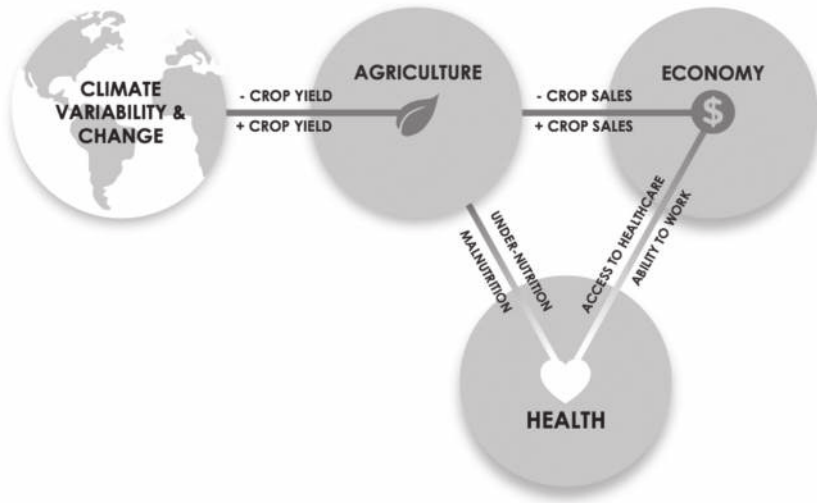 CLIMATE
VARIABILITY &
CHANGE
- CROP YIELD
+ CROP YIELD
AGRICULTURE
- CROP SALES
+ CROP SALES
ECONOMY
$
UNDER-NUTRITION
MALNUTRITION
ACCESS TO HEALTHCARE
ABILITY TO WORK
HEALTH